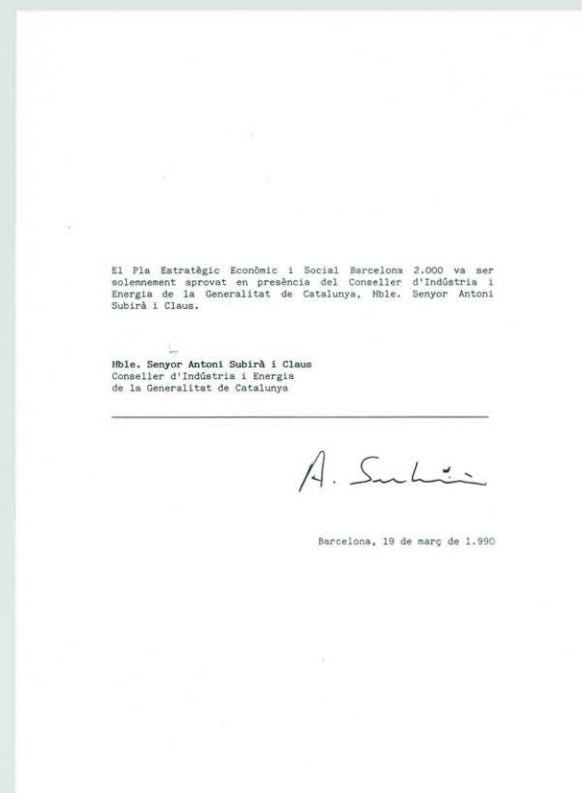 El Pla Estratègic Econòmic i Social Barcelona 2.000 va ser
solemnement aprovat en presència del Conseller d'Indústria i
Energia de la Generalitat de Catalunya, Hble. Senyor Antoni
Subirà i Claus.
Hble. Senyor Antoni Subirà i Claus
Conseller d'Indústria i Energia
de la Generalitat de Catalunya
A. Subirà
Barcelona, 19 de març de 1.990